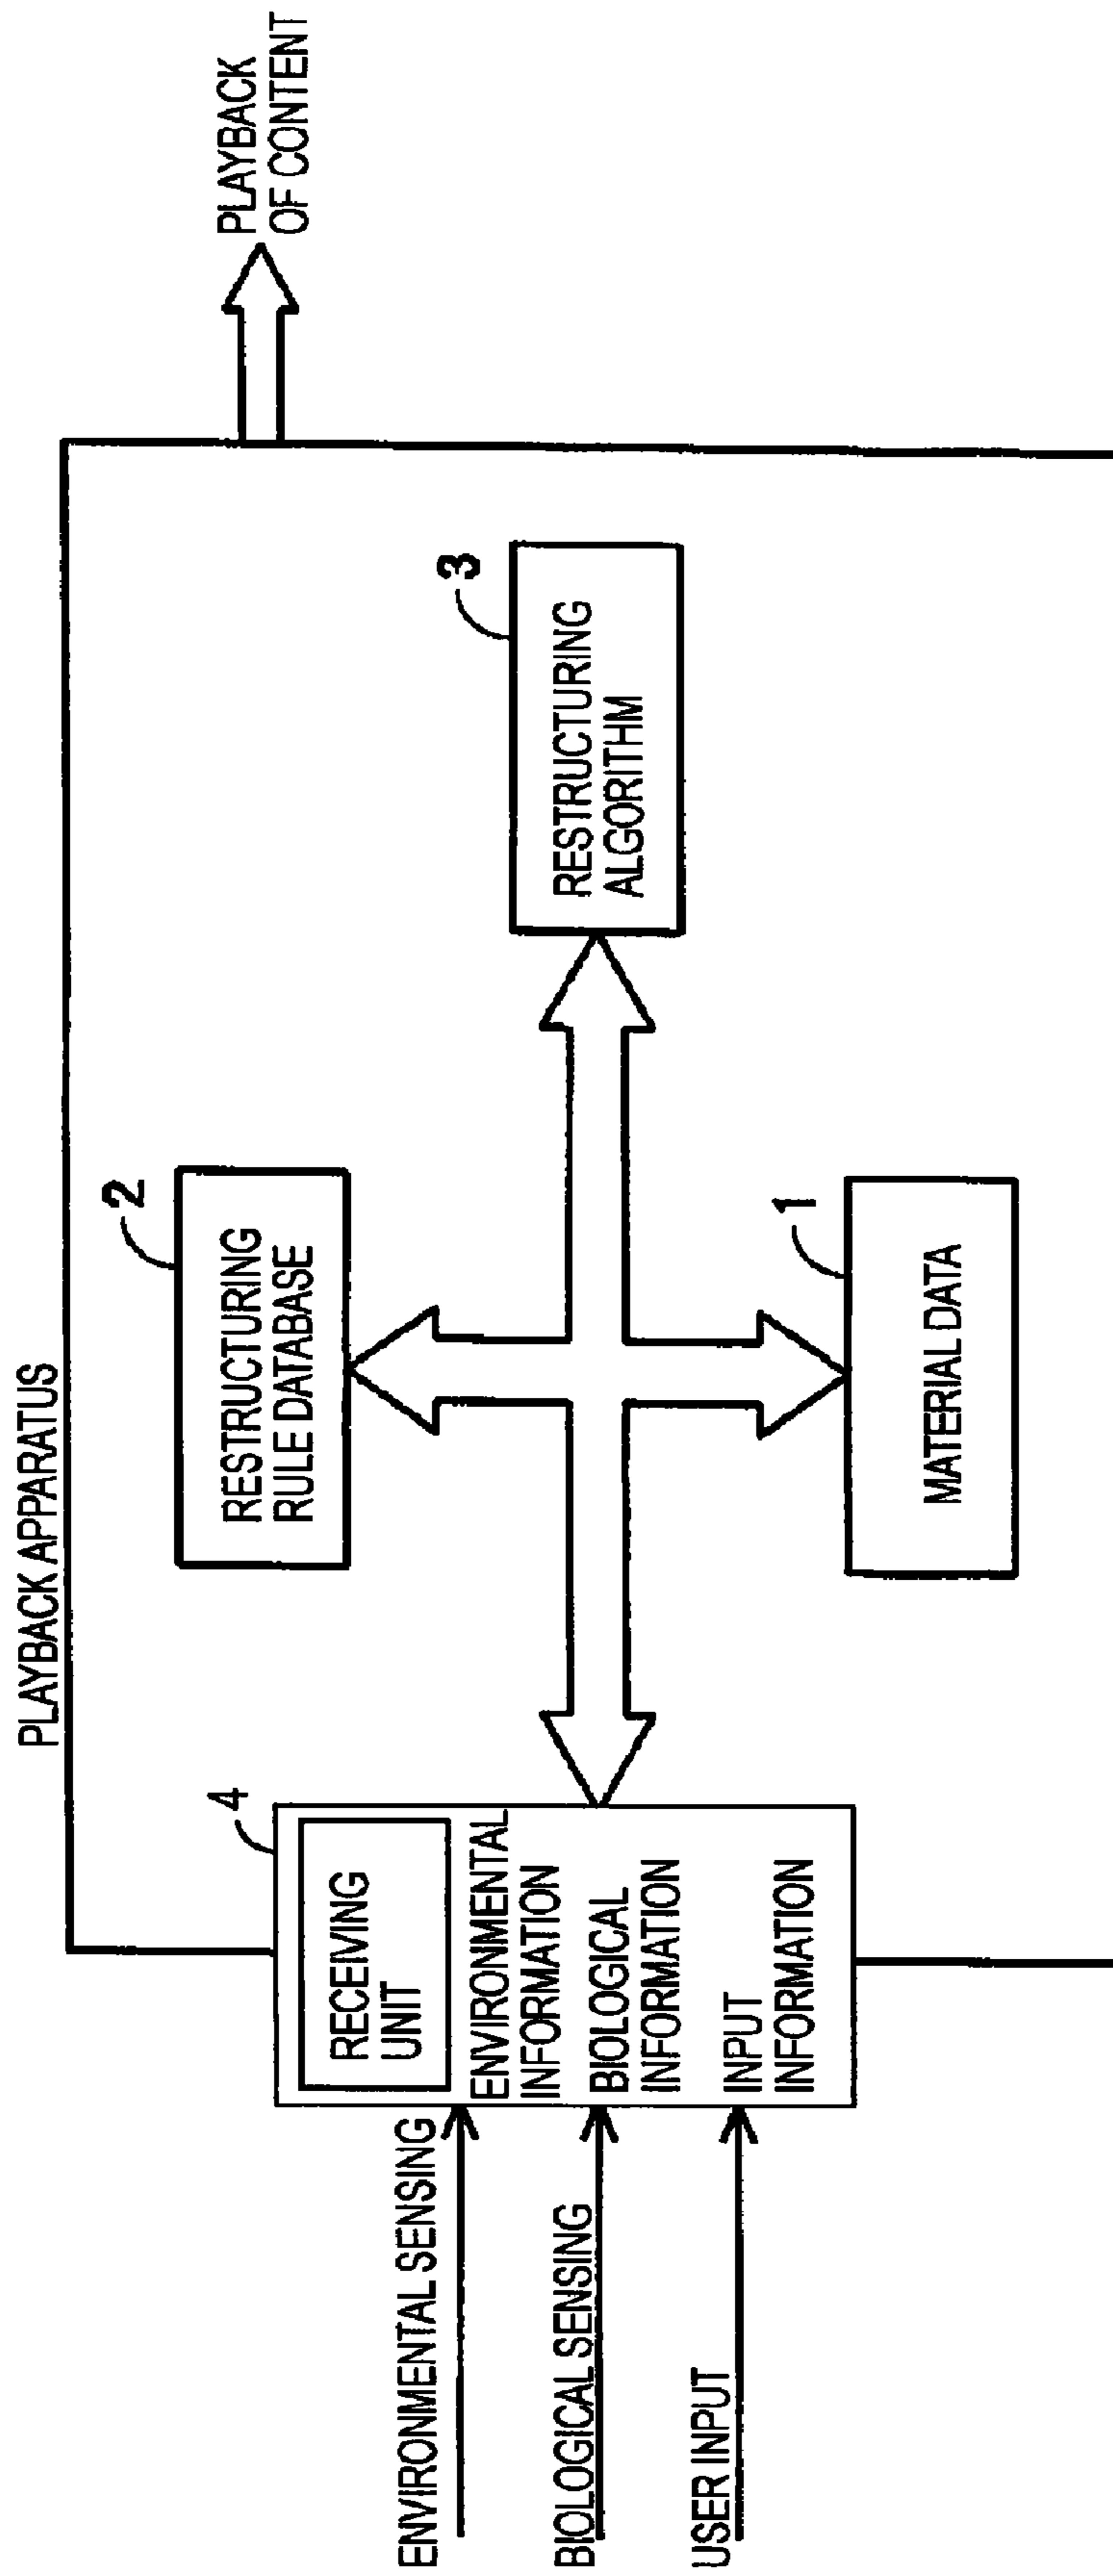 PLAYBACK APPARATUS
PLAYBACK
OF CONTENT
2
RESTRUCTURING
RULE DATABASE
4
RECEIVING
UNIT
ENVIRONMENTAL
INFORMATION
BIOLOGICAL
INFORMATION
INPUT
INFORMATION
ENVIRONMENTAL SENSING
BIOLOGICAL SENSING
USER INPUT
3
RESTRUCTURING
ALGORITHM
1
MATERIAL DATA